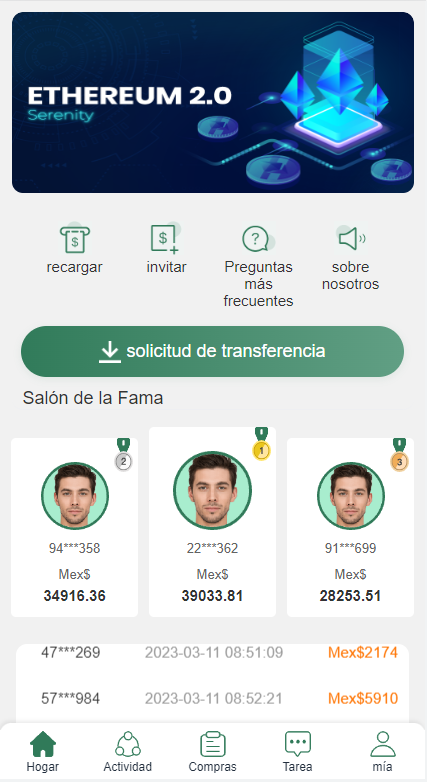 ETHEREUM 2.0
Serenity
recargar
invitar
Preguntas
más
frecuentes
sobre
nosotros
solicitud de transferencia
Salón de la Fama
2
1
3
94***358
22***362
91***699
Mex$
Mex$
Mex$
34916.36
39033.81
28253.51
47***269 2023-03-11 08:51:09 Mex$2174
57***984 2023-03-11 08:52:21 Mex$5910
Hogar
Actividad
Compras
Tarea
mía